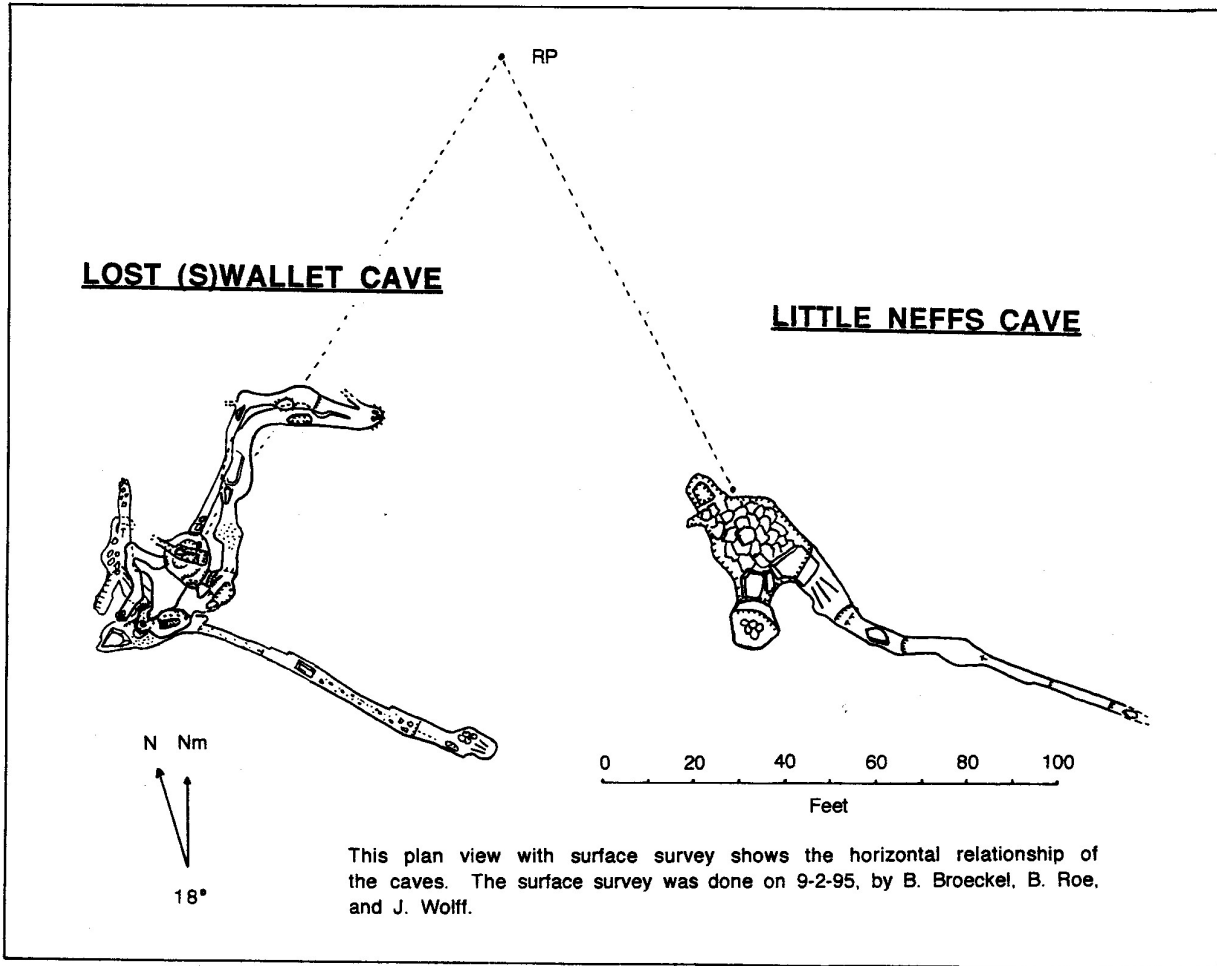 RP
LOST (S)WALLET CAVE
LITTLE NEFFS CAVE
N Nm
18°
0 20 40 60 80 100
Feet
This plan view with surface survey shows the horizontal relationship of
the caves. The surface survey was done on 9-2-95, by B. Broeckel, B. Roe,
and J. Wolff.